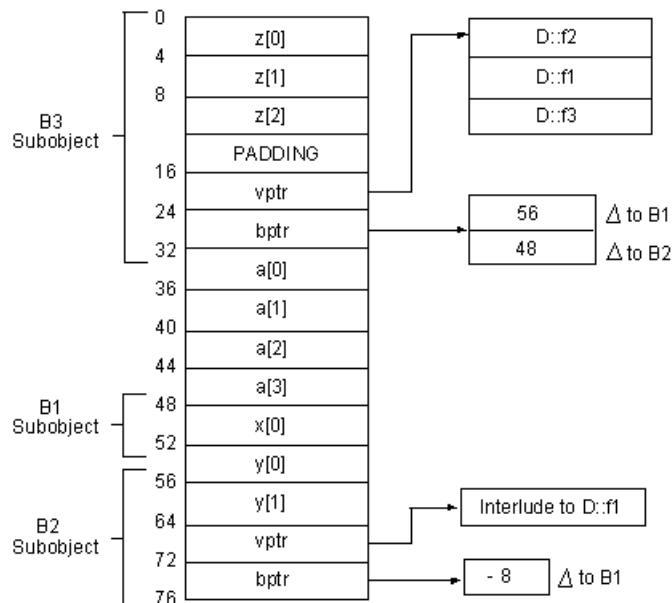 0
z[0]
D::f2
4
z[1]
D::f1
8
z[2]
D::f3
B3
Subobject
PADDING
16
vptr
24
56 Δ to B1
bptr
32
48 Δ to B2
a[0]
36
a[1]
40
a[2]
44
a[3]
B1
Subobject
48
x[0]
52
y[0]
56
y[1]
Interlude to D::f1
B2
Subobject
64
vptr
72
bptr
- 8 Δ to B1
76